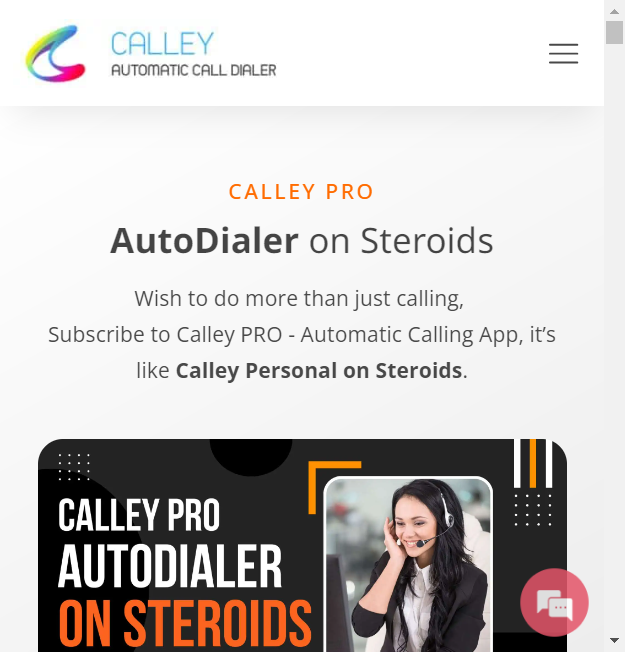 CALLEY
AUTOMATIC CALL DIALER
CALLEY PRO
AutoDialer on Steroids
Wish to do more than just calling,
Subscribe to Calley PRO - Automatic Calling App, it’s
like Calley Personal on Steroids.
CALLEY PRO
AUTODIALER
ON STEROIDS